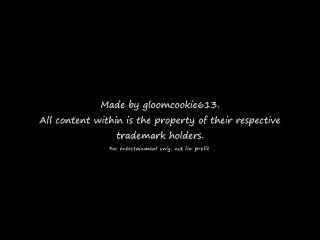 Made by gloomcookie613.
All content within is the property of their respective
trademark holders.
For entertainment only, not for profit